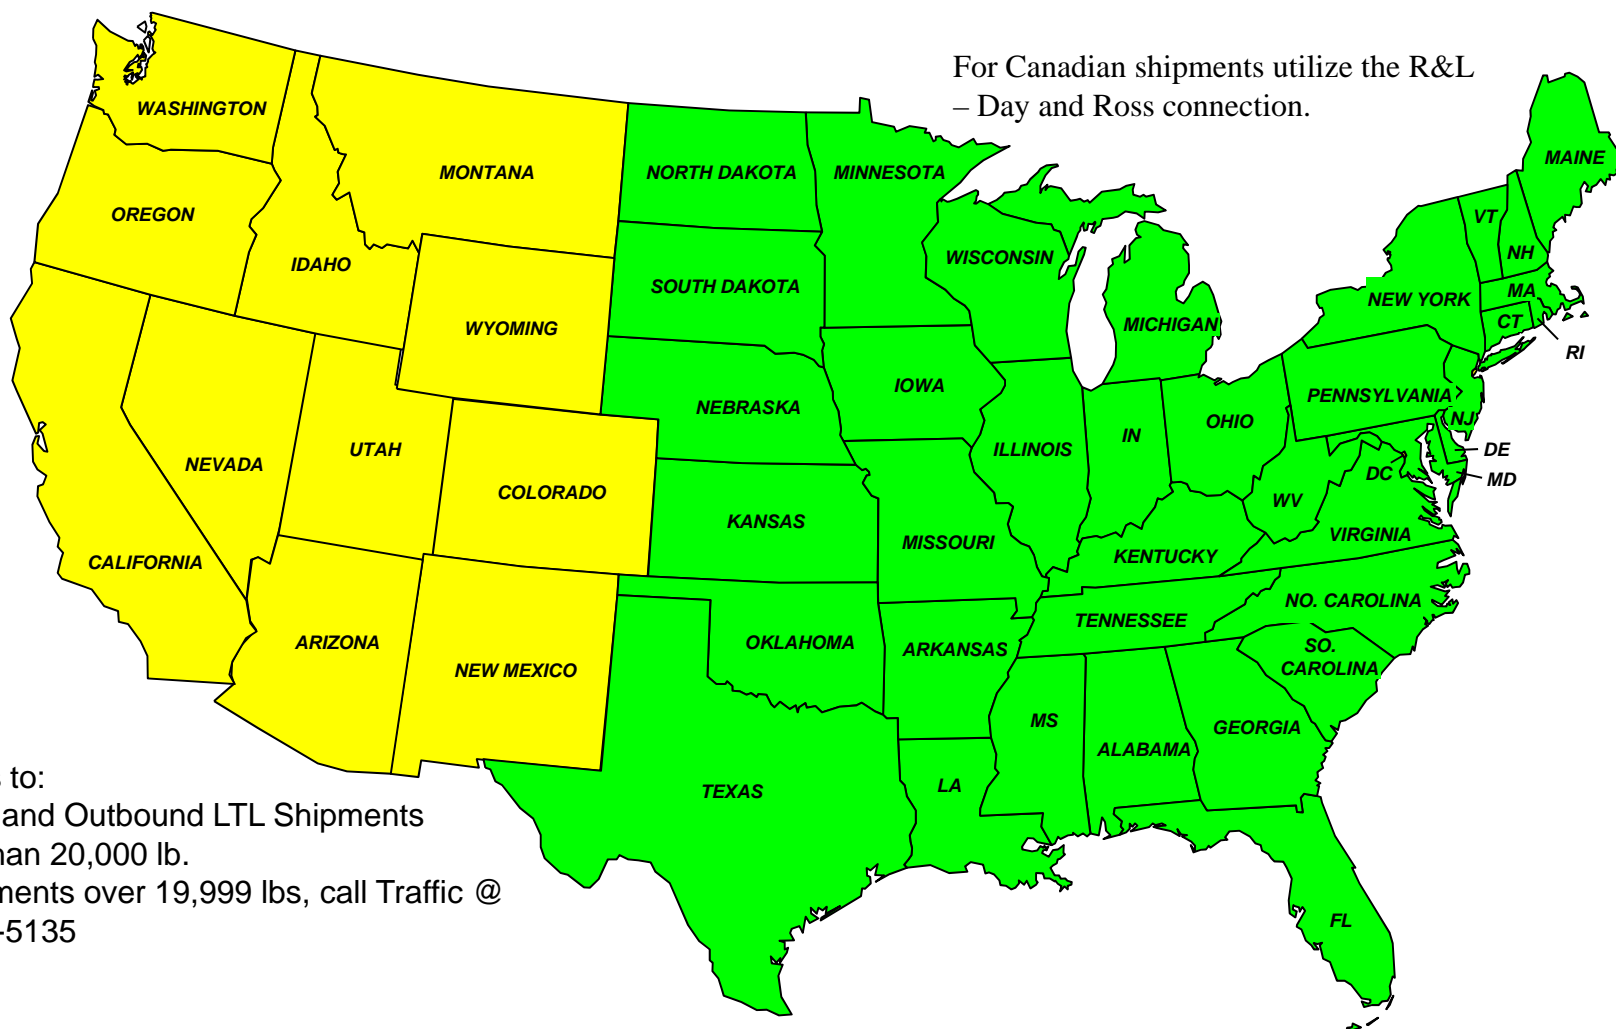 For Canadian shipments utilize the R&L
– Day and Ross connection.
WASHINGTON
MONTANA
NORTH DAKOTA
MINNESOTA
MAINE
OREGON
IDAHO
VT
NH
WISCONSIN
SOUTH DAKOTA
WYOMING
MICHIGAN
NEW YORK
MA
CT
RI
IOWA
NEBRASKA
PENNSYLVANIA
NJ
OHIO
IN
ILLINOIS
UTAH
NEVADA
COLORADO
DE
DC
MD
WV
KANSAS
MISSOURI
VIRGINIA
KENTUCKY
CALIFORNIA
NO. CAROLINA
TENNESSEE
ARIZONA
NEW MEXICO
OKLAHOMA
ARKANSAS
SO.
CAROLINA
MS
GEORGIA
ALABAMA
LA
TEXAS
FL
to:
and Outbound LTL Shipments
20,000 lb.
over 19,999 lbs, call Traffic @
-5135